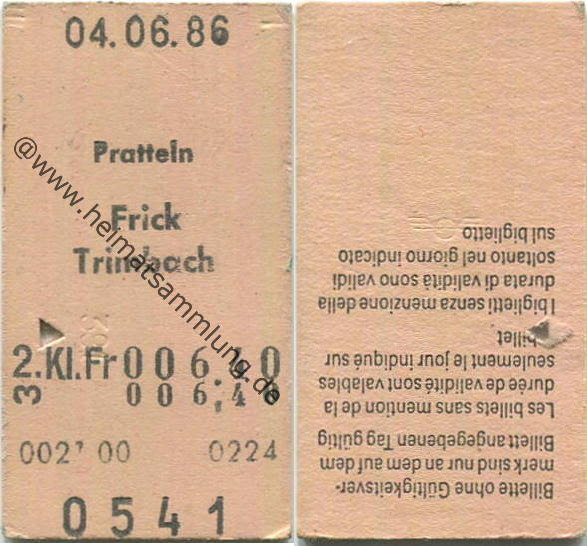 04.06.86
Pratteln
Frick
Trimbach
2.Kl.Fr 006.40
3 006,40
0224
0541
@www.heimatsammlung.de
Billette ohne Gültigkeitsver-
merk sind nur an dem auf dem
Billett angegebenen Tag gültig
Les billets sans mention de la
durée de validité sont valables
seulement le jour indiqué sur
billet
I biglietti senza menzione della
durata di validità sono validi
soltanto nel giorno indicato
sul biglietto